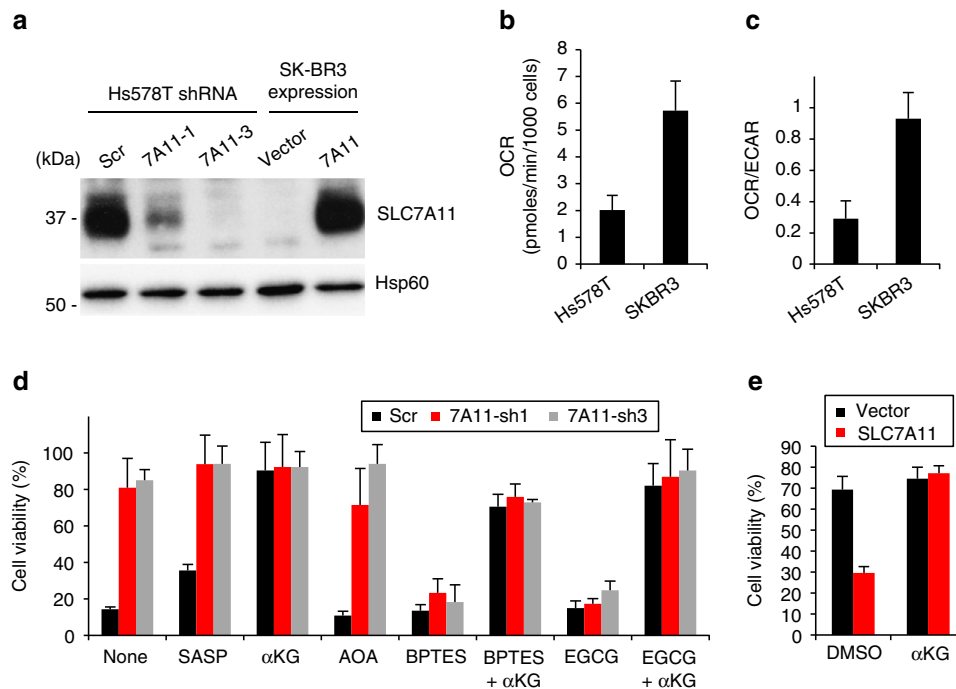 a
Hs578T shRNA
SK-BR3
expression
(kDa)
Scr
7A11-1
7A11-3
Vector
7A11
37 -
SLC7A11
50 -
Hsp60
b
OCR
(pmoles/min/1000 cells)
8
7
6
5
4
3
2
1
0
Hs578T
SKBR3
c
OCR/ECAR
1
0.8
0.6
0.4
0.2
0
Hs578T
SKBR3
d
Scr 7A11-sh1 7A11-sh3
Cell viability (%)
100
80
60
40
20
0
None
SASP
αKG
AOA
BPTES
BPTES
+ αKG
EGCG
EGCG
+ αKG
e
Vector
SLC7A11
Cell viability (%)
90
80
70
60
50
40
30
20
10
0
DMSO
αKG